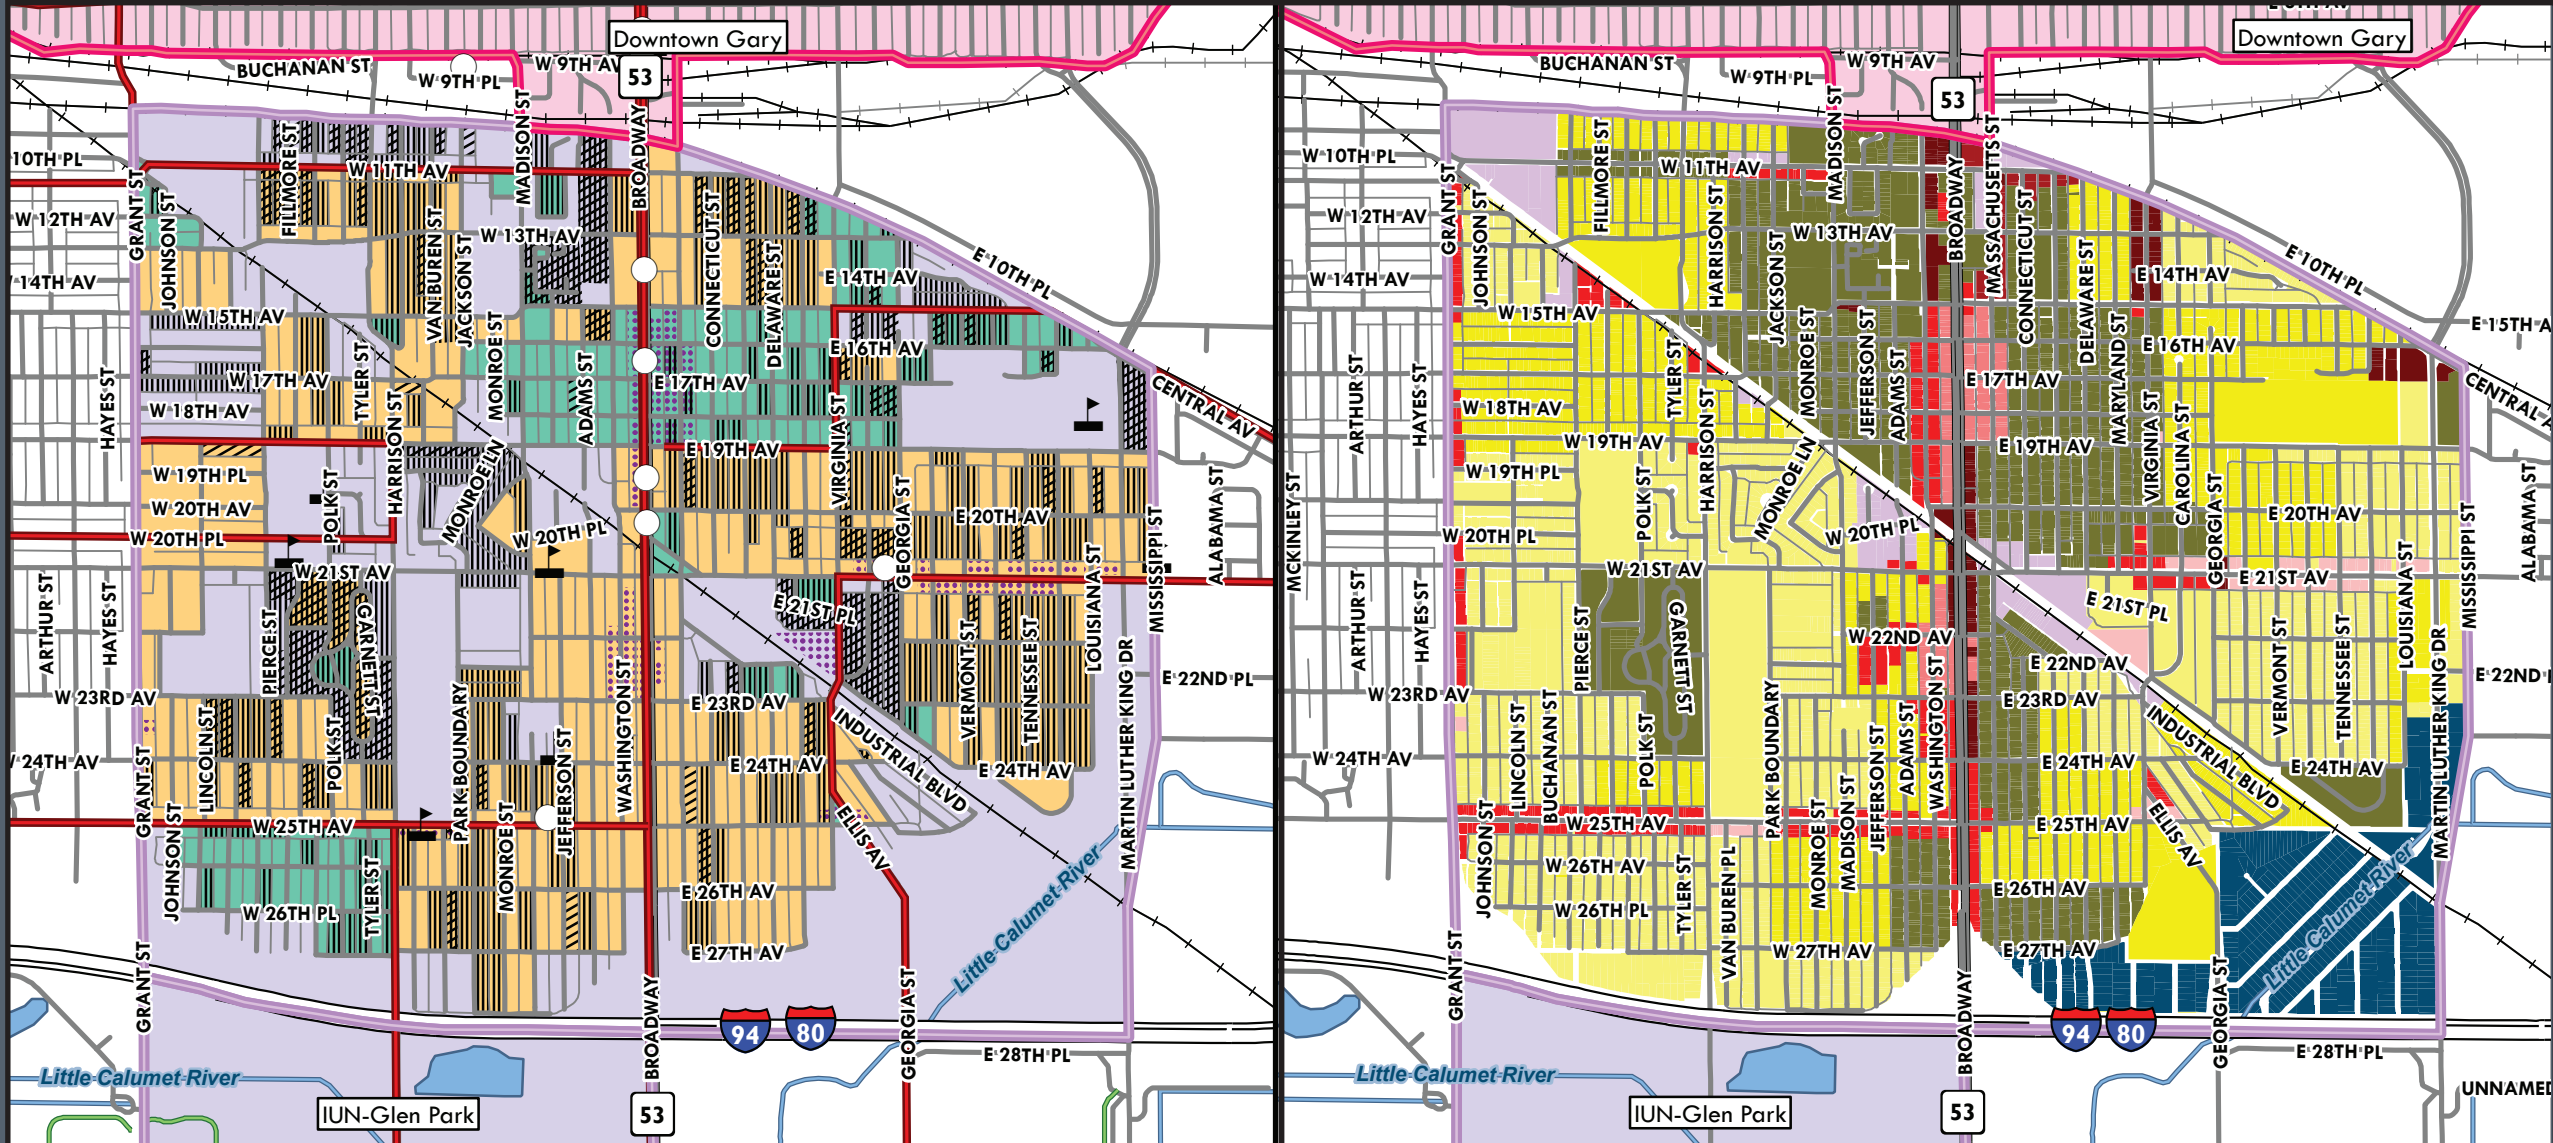 Downtown Gary
BUCHANAN ST
W 9TH PL
W 9TH AV
53
MADISON ST
BROADWAY
10TH PL
W 11TH AV
FILLMORE ST
GRANT ST
JOHNSON ST
W 12TH AV
W 13TH AV
VAN BUREN ST
JACKSON ST
CONNECTICUT ST
DELAWARE ST
E 10TH PL
14TH AV
E 14TH AV
W 15TH AV
MONROE ST
E 16TH AV
TYLER ST
HAYES ST
W 17TH AV
ADAMS ST
E 17TH AV
CENTRAL AV
W 18TH AV
HARRISON ST
VIRGINIA ST
E 19TH AV
W 19TH PL
MONROE LN
POLK ST
GEORGIA ST
ALABAMA ST
W 20TH AV
E 20TH AV
W 20TH PL
W 20TH PL
MISSISSIPPI ST
W 21ST AV
LOUISIANA ST
ARTHUR ST
HAYES ST
PIERCE ST
GARNETT ST
E 21ST PL
VERMONT ST
TENNESSEE ST
E 22ND PL
W 23RD AV
LINCOLN ST
POLK ST
PARK BOUNDARY
WASHINGTON ST
E 23RD AV
MARTIN LUTHER KING DR
INDUSTRIAL BLVD
24TH AV
GRANT ST
JEFFERSON ST
E 24TH AV
E 24TH AV
JOHNSON ST
W 25TH AV
MONROE ST
ELLIS AV
TYLER ST
E 26TH AV
W 26TH PL
E 27TH AV
Little Calumet River
GRANT ST
BROADWAY
94
80
GEORGIA ST
E 28TH PL
Little Calumet River
IUN-Glen Park
53
Downtown Gary
BUCHANAN ST
W 9TH PL
W 9TH AV
53
MADISON ST
MASSACHUSETTS ST
BROADWAY
W 10TH PL
W 11TH AV
FILLMORE ST
GRANT ST
JOHNSON ST
HARRISON ST
W 12TH AV
W 13TH AV
JACKSON ST
CONNECTICUT ST
DELAWARE ST
E 10TH PL
W 14TH AV
E 14TH AV
W 15TH AV
E 15TH A
MONROE ST
JEFFERSON ST
ADAMS ST
MARYLAND ST
E 16TH AV
ARTHUR ST
HAYES ST
TYLER ST
E 17TH AV
CENTRAL A
W 18TH AV
HARRISON ST
VIRGINIA ST
CAROLINA ST
W 19TH AV
E 19TH AV
W 19TH PL
MONROE LN
POLK ST
GEORGIA ST
MCKINLEY ST
ALABAMA ST
E 20TH AV
W 20TH PL
W 20TH PL
MISSISSIPPI ST
W 21ST AV
E 21ST AV
LOUISIANA ST
ARTHUR ST
HAYES ST
PIERCE ST
GARNETT ST
E 21ST PL
W 22ND AV
VERMONT ST
TENNESSEE ST
E 22ND AV
E 22ND
W 23RD AV
LINCOLN ST
BUCHANAN ST
POLK ST
PARK BOUNDARY
WASHINGTON ST
E 23RD AV
MARTIN LUTHER KING DR
INDUSTRIAL BLVD
W 24TH AV
ADAMS ST
JEFFERSON ST
MADISON ST
MONROE ST
E 24TH AV
E 24TH AV
JOHNSON ST
W 25TH AV
E 25TH AV
ELLIS AV
W 26TH AV
TYLER ST
VAN BUREN PL
E 26TH AV
W 26TH PL
W 27TH AV
E 27TH AV
Little Calumet River
GRANT ST
BROADWAY
94
80
GEORGIA ST
E 28TH PL
Little Calumet River
UNNAMED
IUN-Glen Park
53